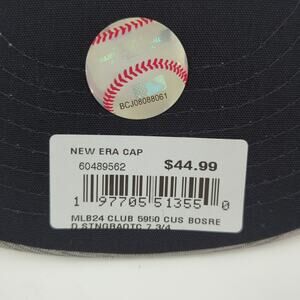 BCJ08088061
NEW ERA CAP
60489562
$44.99
1 97705 51355 0
MLB24 CLUB 5950 CUS BOSRE
D STNGRAOTC 7 3/4